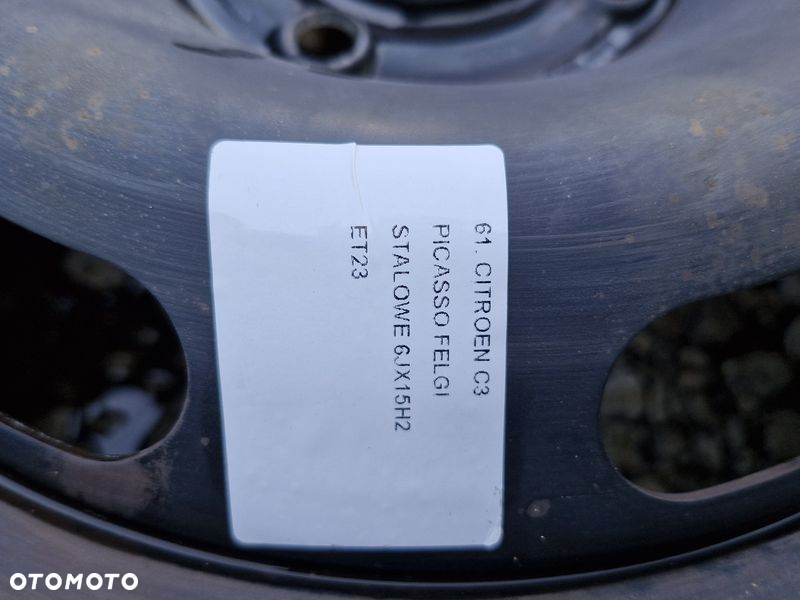 61. CITROEN C3
PICASSO FELGI
STALOWE 6JX15H2
ET23
OTOMOTO